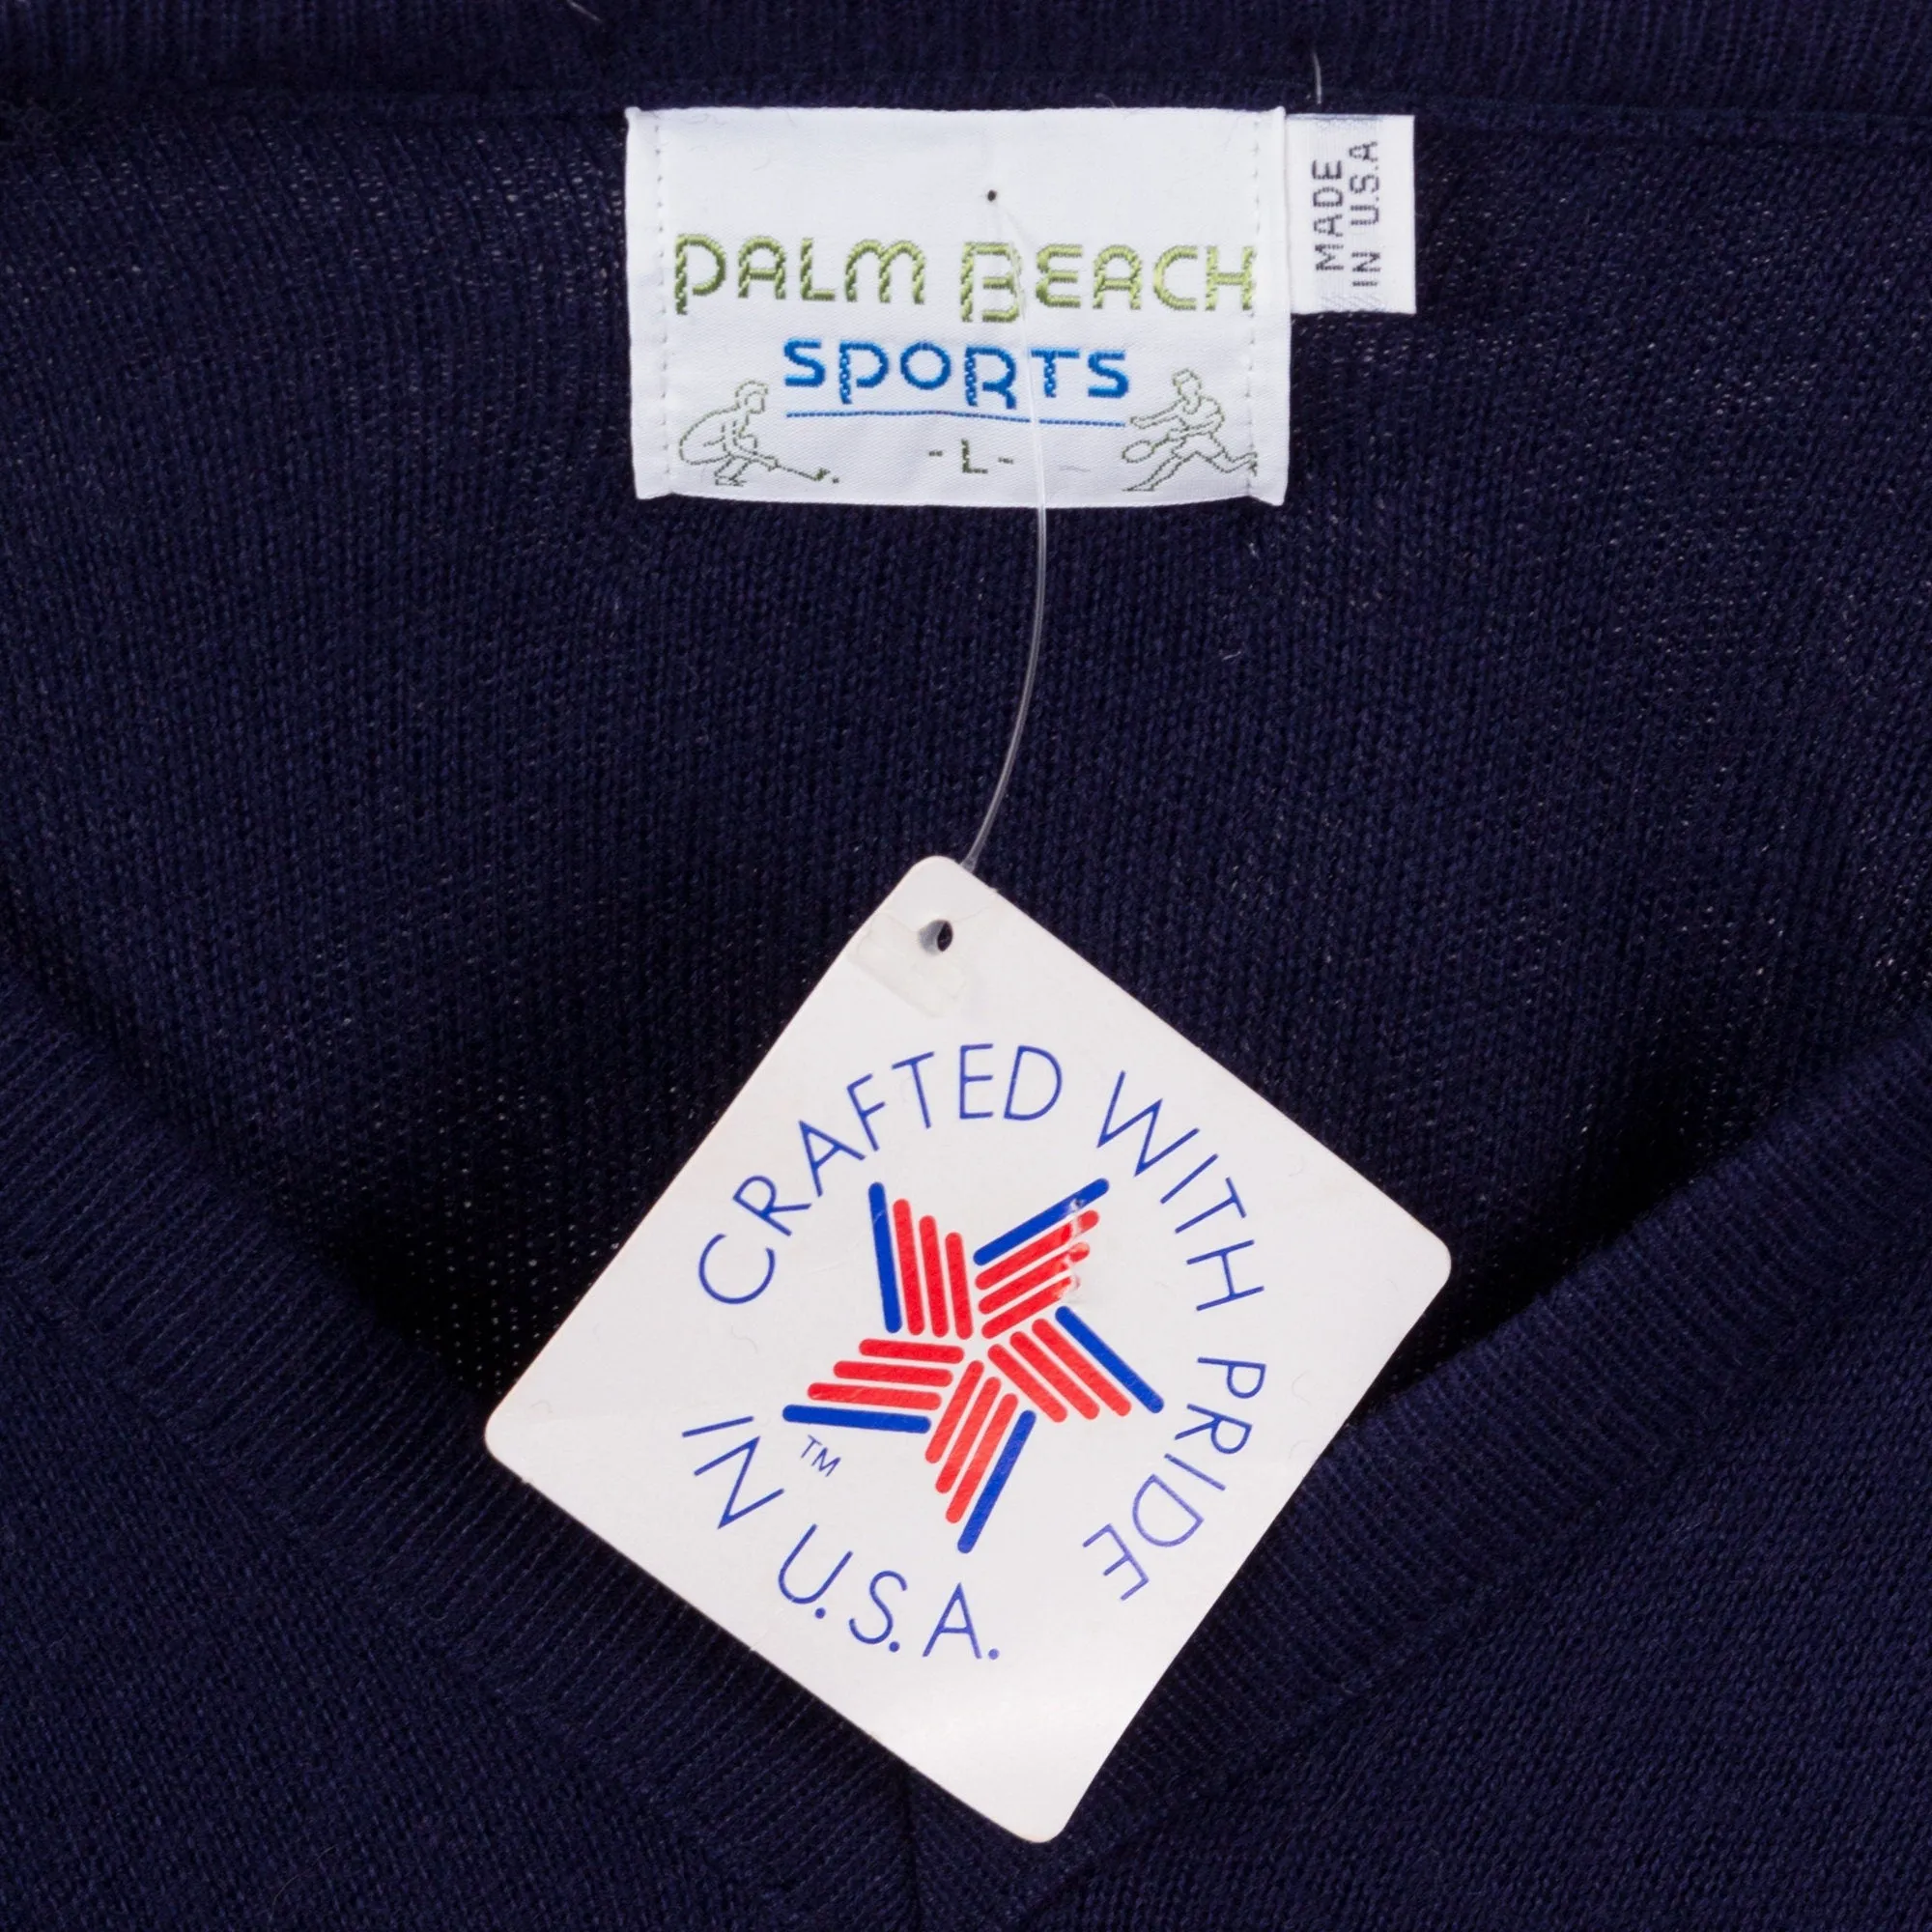 PALM BEACH
SPORTS
-L-
MADE
IN U.S.A
CRAFTED WITH PRIDE
IN U.S.A.
TM